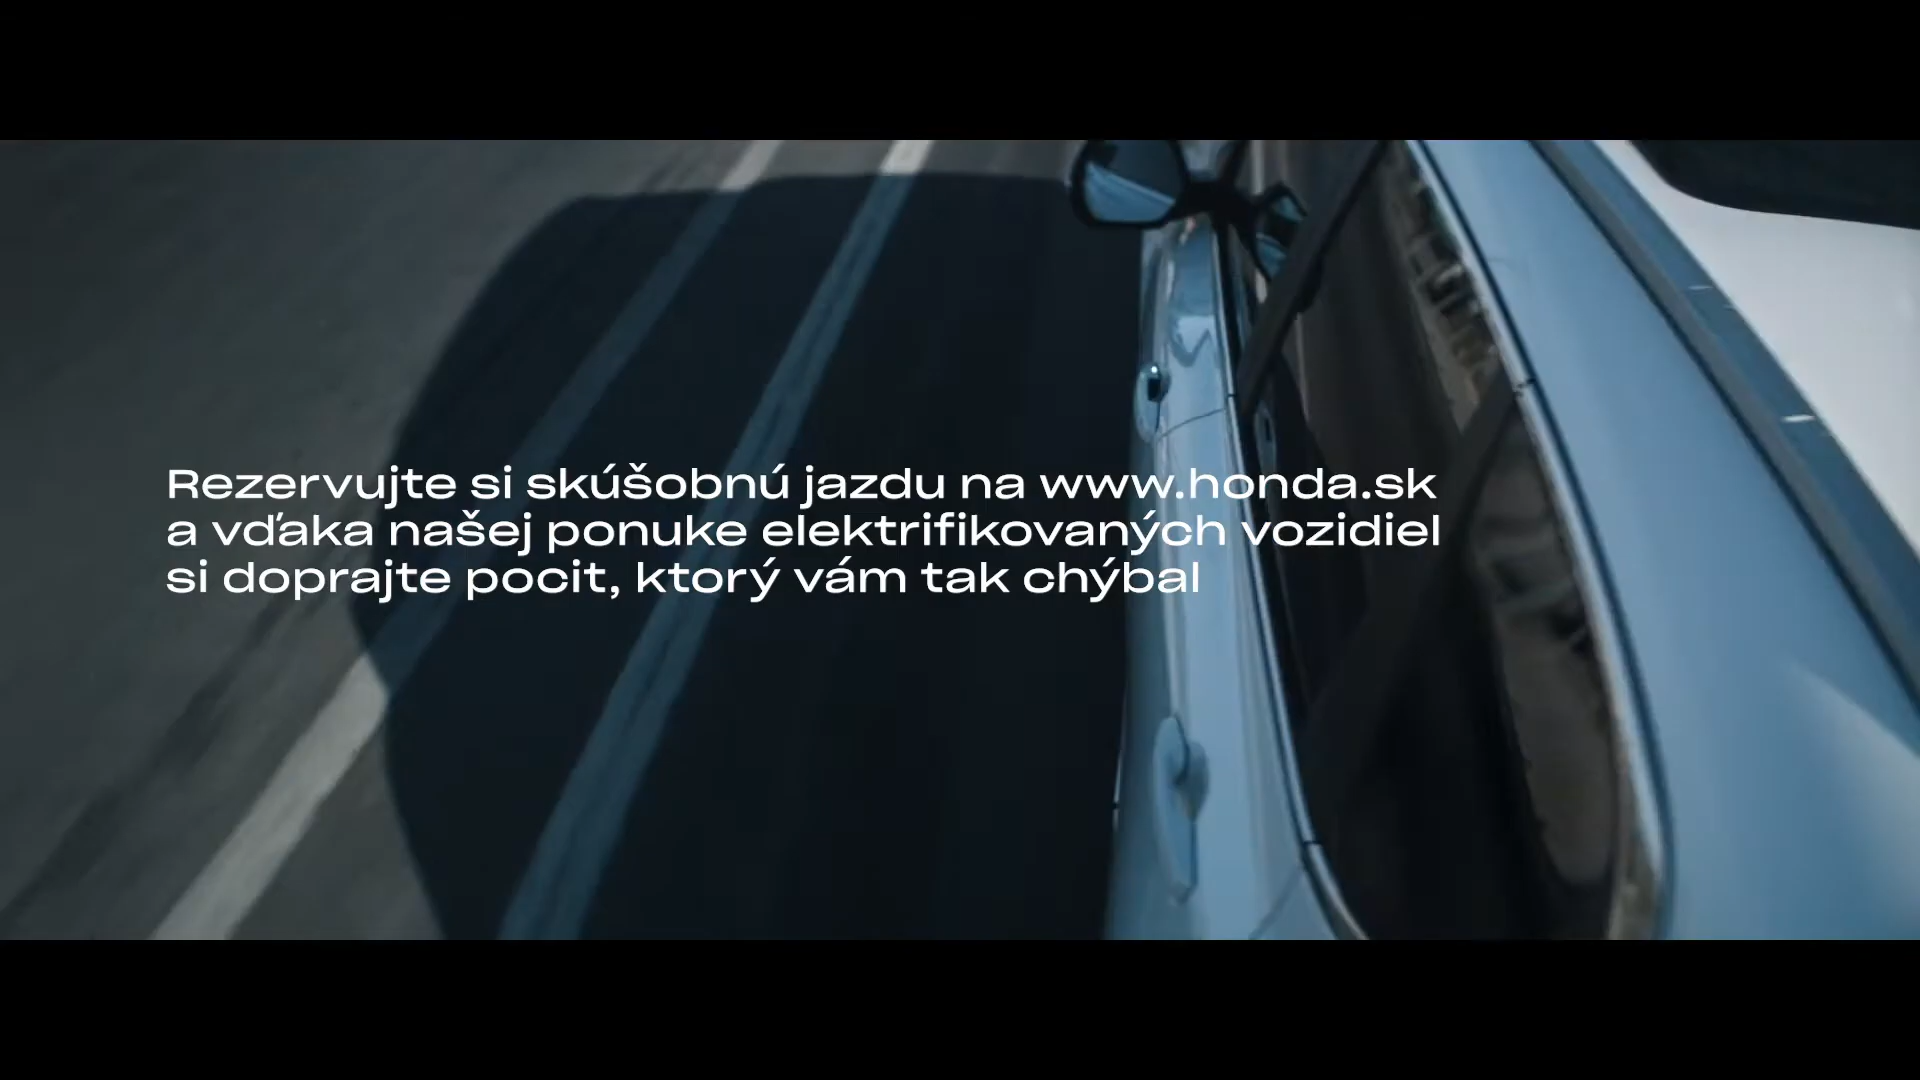 Rezervujte si skúšobnú jazdu na www.honda.sk
a vďaka našej ponuke elektrifikovaných vozidiel
si doprajte pocit, ktorý vám tak chýbal